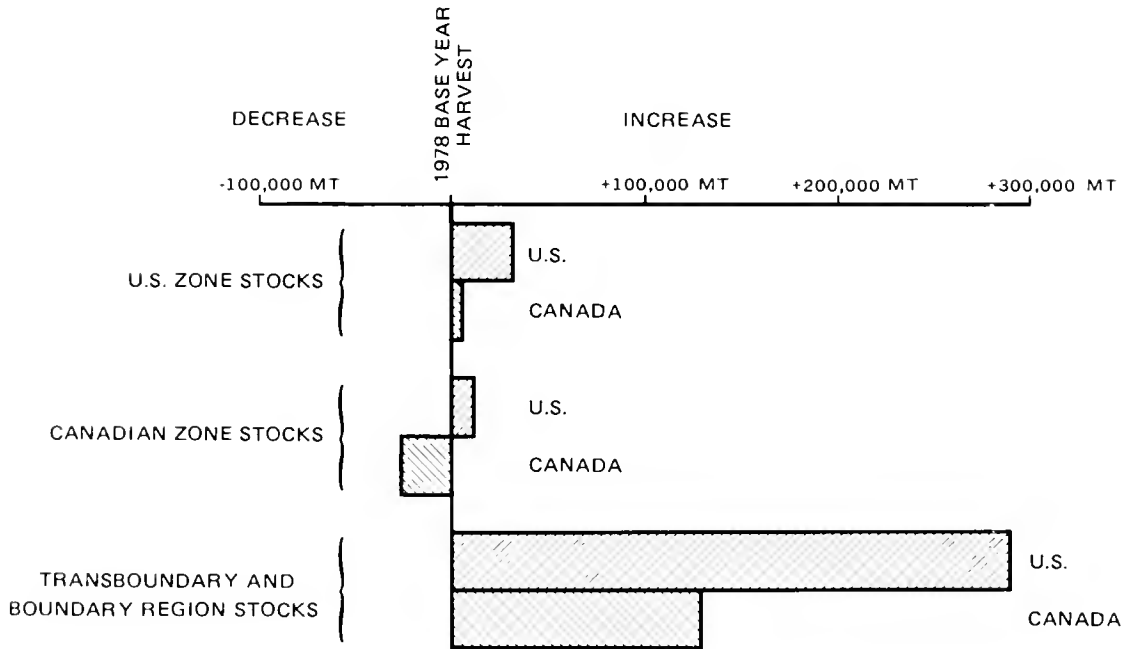 1978 BASE YEAR
HARVEST
DECREASE
INCREASE
-100,000 MT
+100,000 MT
+200,000 MT
+300,000 MT
U.S. ZONE STOCKS
U.S.
CANADA
CANADIAN ZONE STOCKS
U.S.
CANADA
TRANSBOUNDARY AND
BOUNDARY REGION STOCKS
U.S.
CANADA